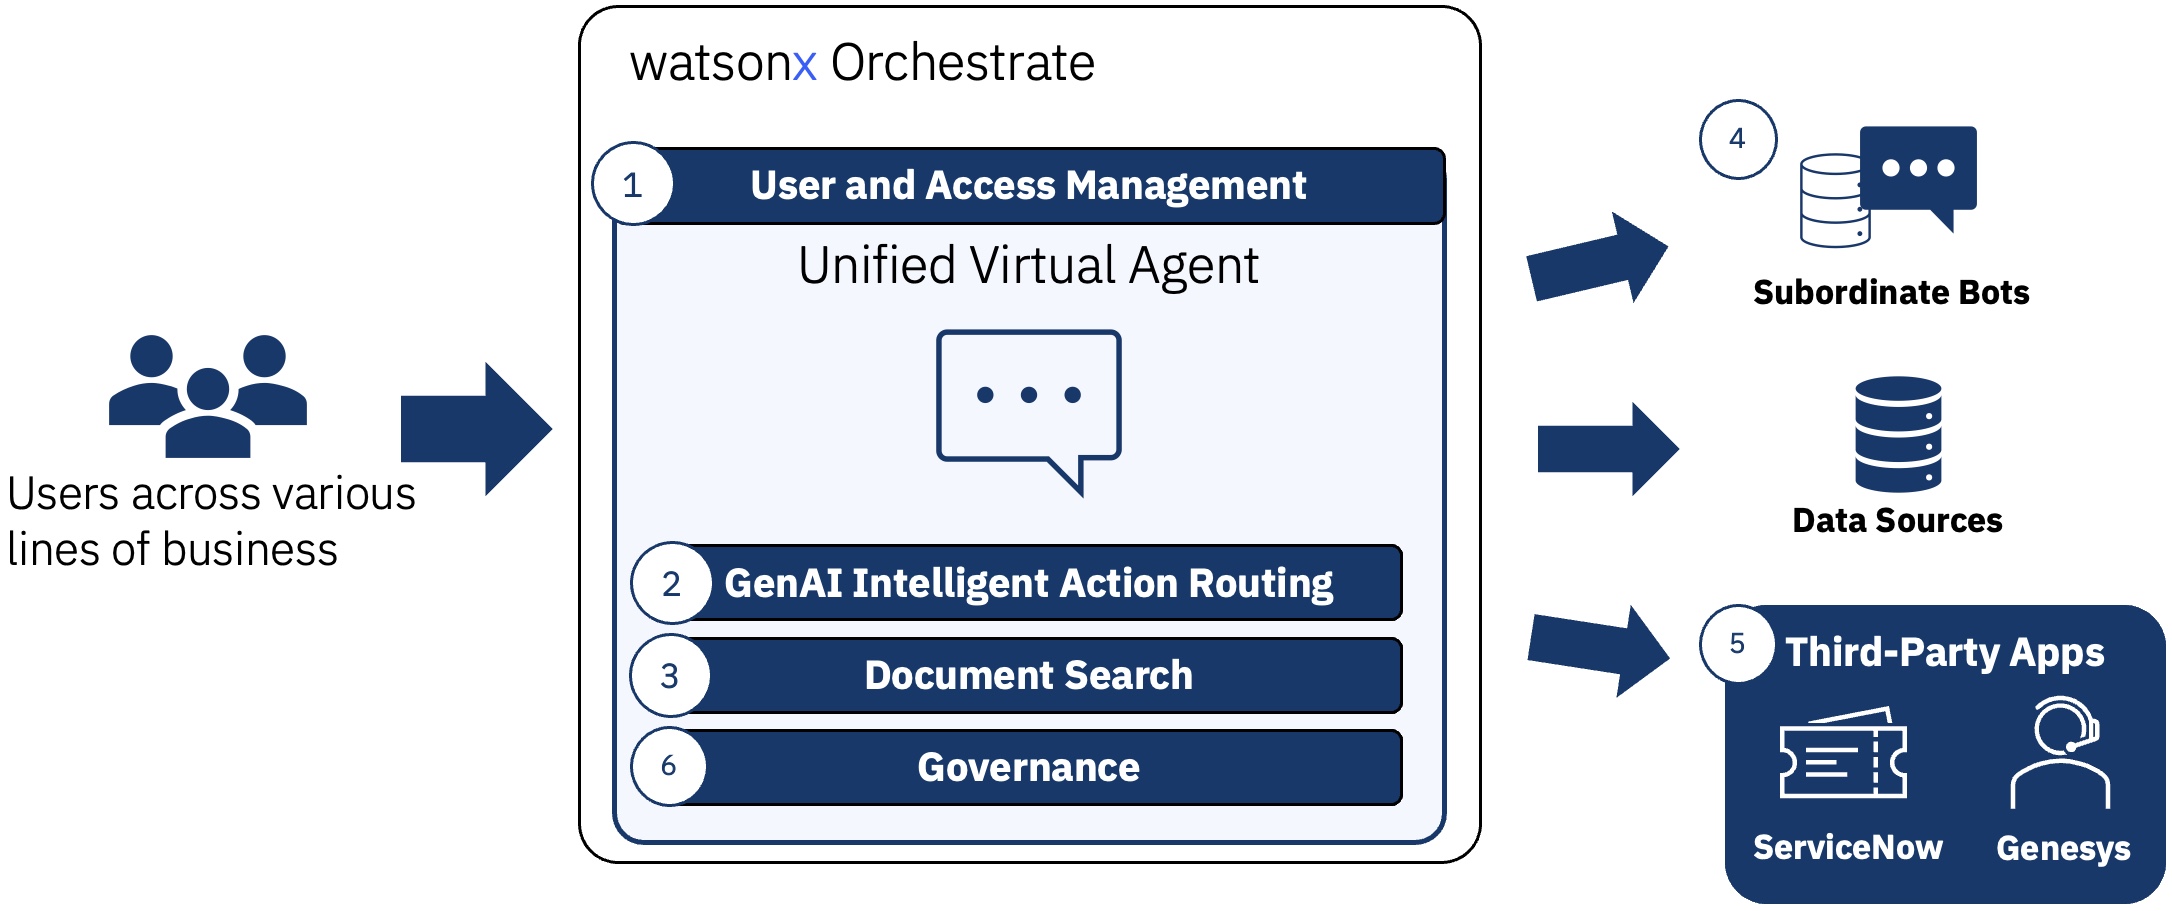 watsonx Orchestrate
1
User and Access Management
Unified Virtual Agent
2
GenAI Intelligent Action Routing
3
Document Search
6
Governance
Users across various
lines of business
4
Subordinate Bots
Data Sources
5
Third-Party Apps
ServiceNow
Genesys